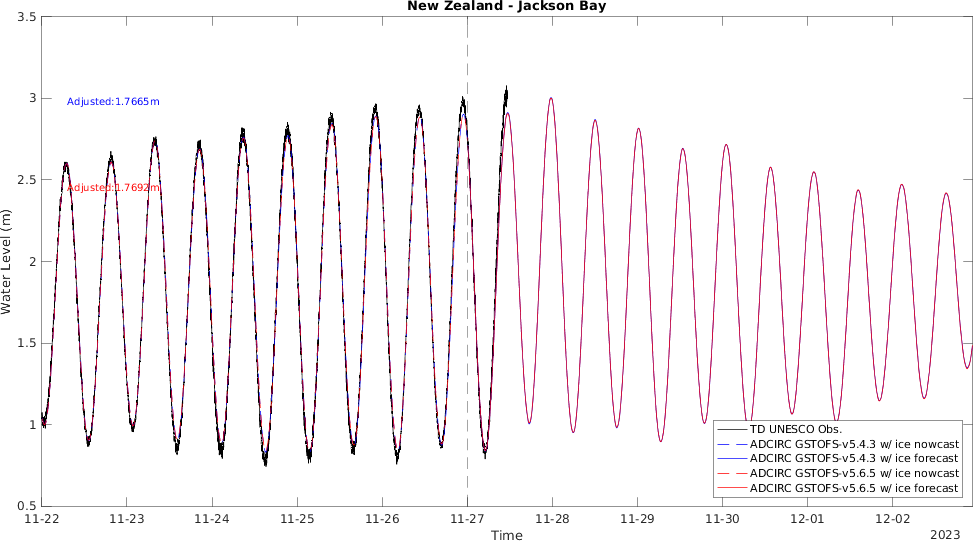 New Zealand - Jackson Bay
3.5
3
2.5
2
1.5
1
0.5
Water Level (m)
Adjusted:1.7665m
Adjusted:1.7692m
TD UNESCO Obs.
ADCIRC GSTOFS-v5.4.3 w/ ice nowcast
ADCIRC GSTOFS-v5.4.3 w/ ice forecast
ADCIRC GSTOFS-v5.6.5 w/ ice nowcast
ADCIRC GSTOFS-v5.6.5 w/ ice forecast
11-22 11-23 11-24 11-25 11-26 11-27 11-28 11-29 11-30 12-01 12-02
Time
2023